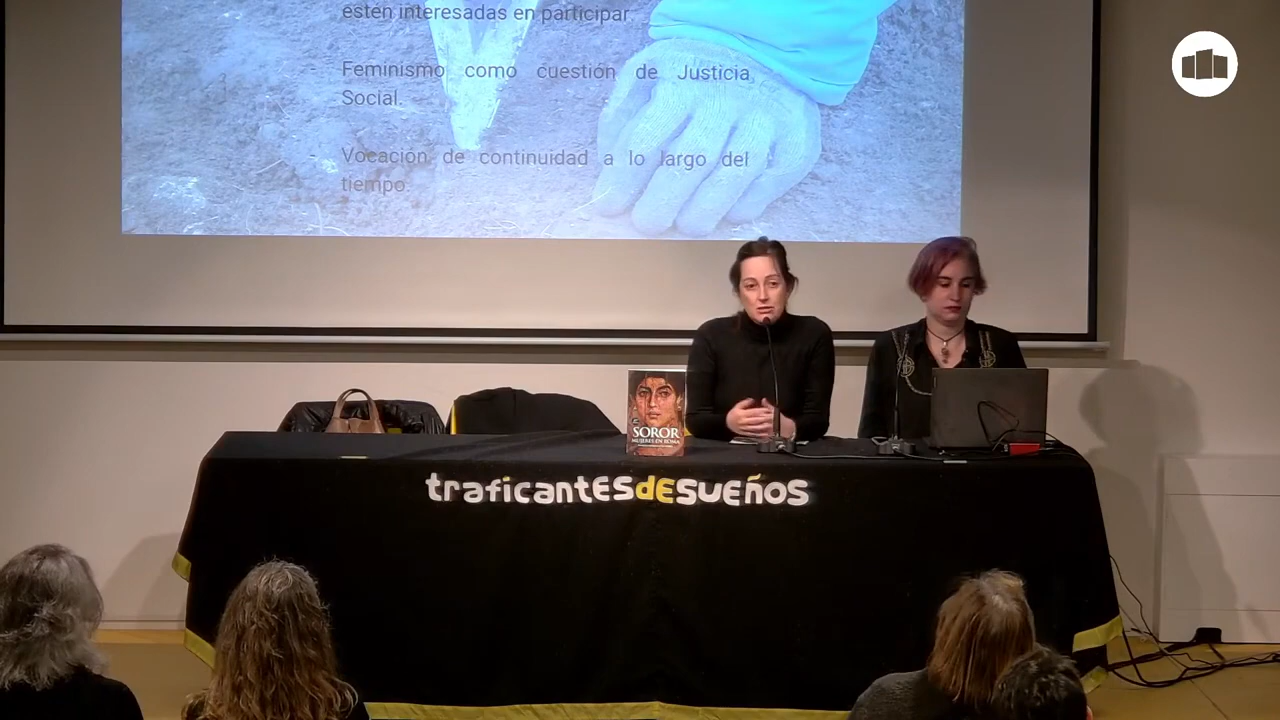 estén interesadas en participar
Feminismo como cuestión de Justicia
Social.
Vocación de continuidad a lo largo del
tiempo.
SOROR
MUJERES EN ROMA
traficantesdesueños